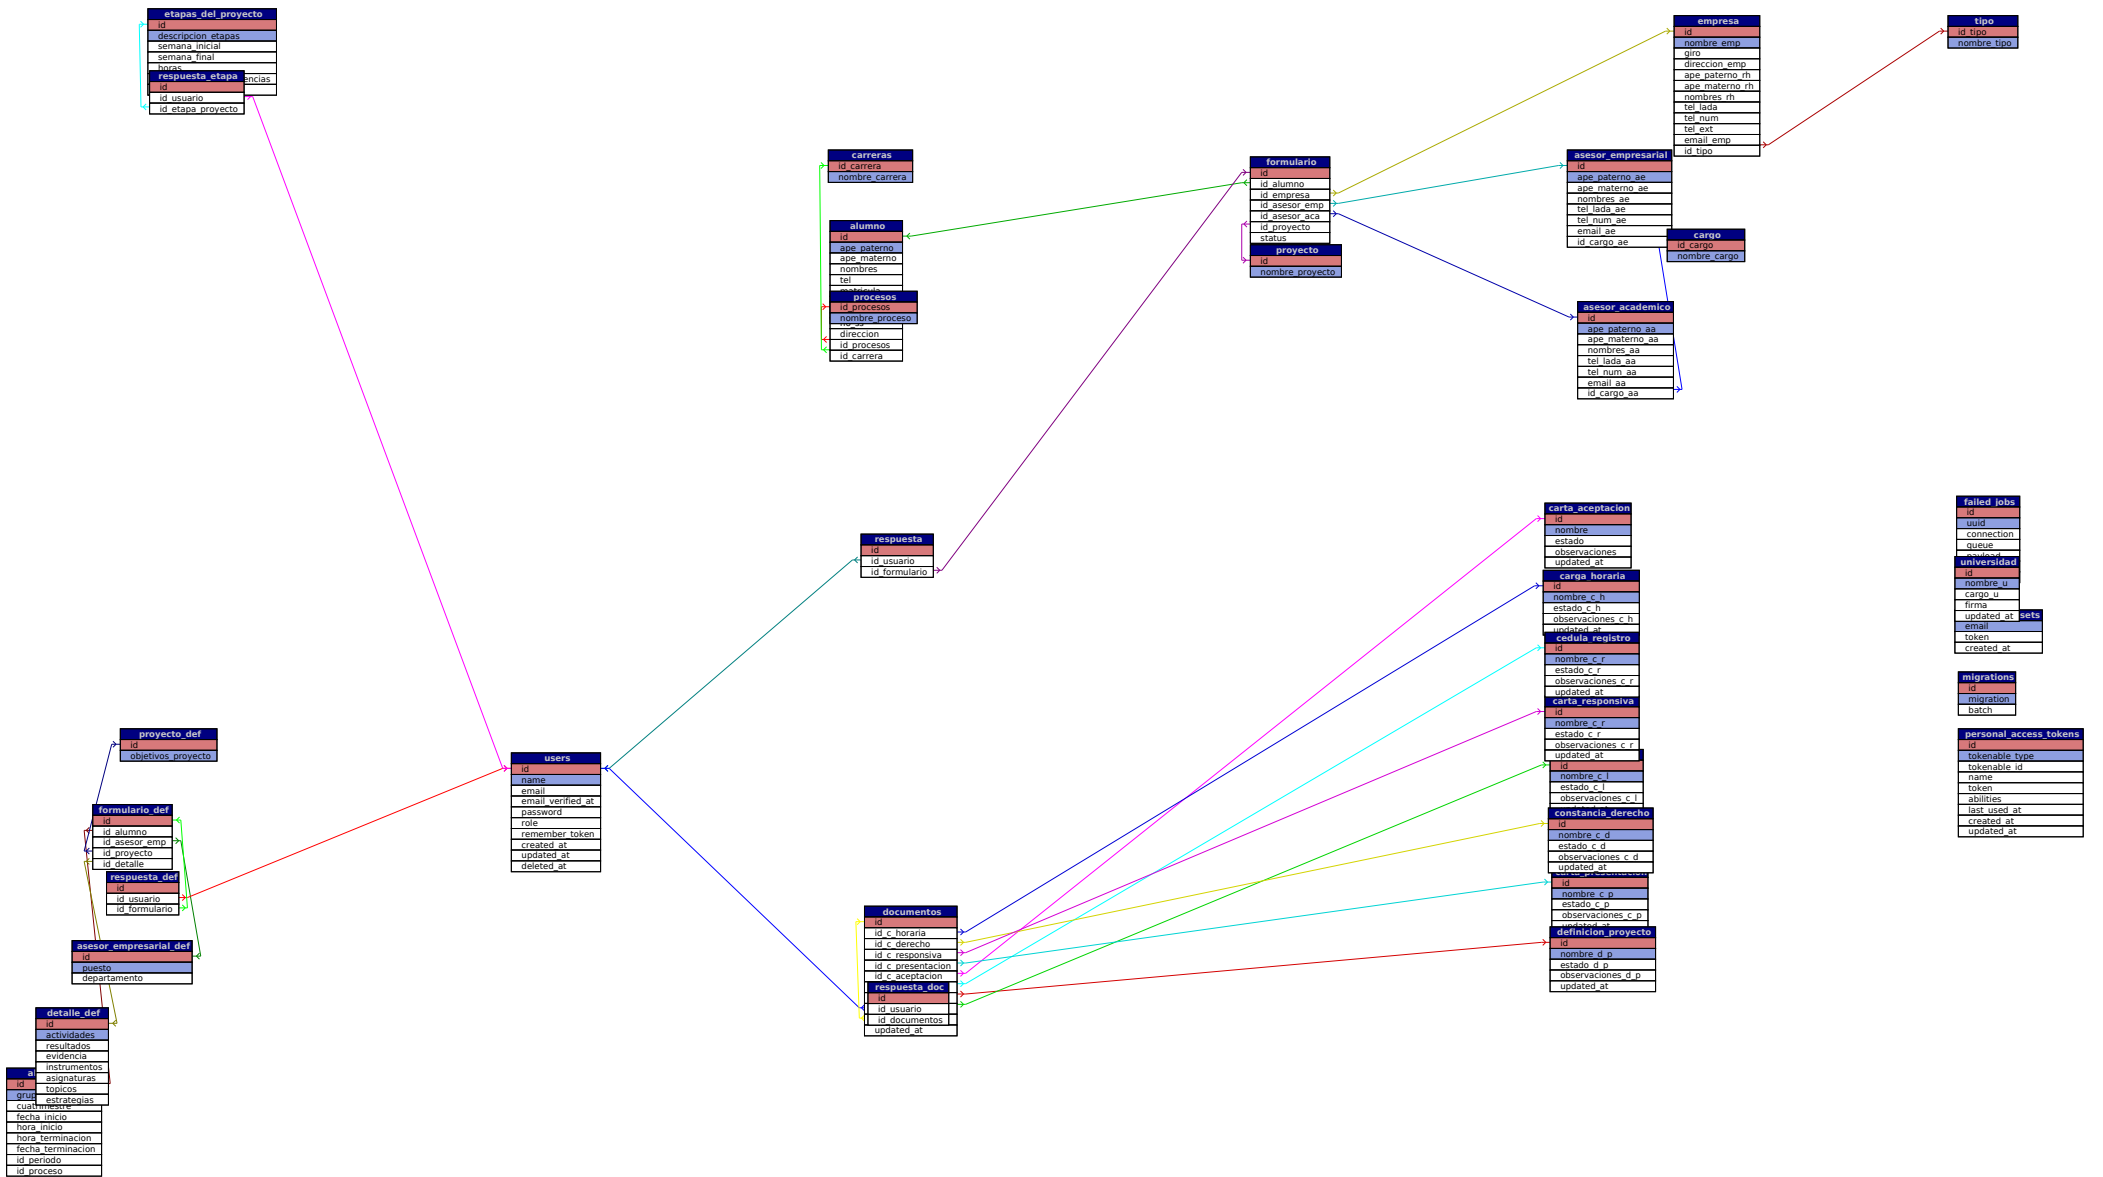 etapas_del_proyecto
id
descripcion_etapas
semana_inicial
semana_final
horas
encias
respuesta_etapa
id
id_usuario
id_etapa_proyecto
carreras
id_carrera
nombre_carrera
alumno
id
ape_paterno
ape_materno
nombres
tel
matricula
procesos
id_procesos
nombre_proceso
no_ss
direccion
id_procesos
id_carrera
formulario
id
id_alumno
id_empresa
id_asesor_emp
id_asesor_aca
id_proyecto
status
proyecto
id
nombre_proyecto
empresa
id
nombre_emp
giro
direccion_emp
ape_paterno_rh
ape_materno_rh
nombres_rh
tel_lada
tel_num
tel_ext
email_emp
id_tipo
tipo
id_tipo
nombre_tipo
asesor_empresarial
id
ape_paterno_ae
ape_materno_ae
nombres_ae
tel_lada_ae
tel_num_ae
email_ae
id_cargo_ae
cargo
id_cargo
nombre_cargo
asesor_academico
id
ape_paterno_aa
ape_materno_aa
nombres_aa
tel_lada_aa
tel_num_aa
email_aa
id_cargo_aa
respuesta
id
id_usuario
id_formulario
carta_aceptacion
id
nombre
estado
observaciones
updated_at
carga_horaria
id
nombre_c_h
estado_c_h
observaciones_c_h
updated_at
cedula_registro
id
nombre_c_r
estado_c_r
observaciones_c_r
updated_at
carta_responsiva
id
nombre_c_r
estado_c_r
observaciones_c_r
updated_at
id
nombre_c_l
estado_c_l
observaciones_c_l
constancia_derecho
id
nombre_c_d
estado_c_d
observaciones_c_d
updated_at
carta_presentacion
id
nombre_c_p
estado_c_p
observaciones_c_p
updated_at
definicion_proyecto
id
nombre_d_p
estado_d_p
observaciones_d_p
updated_at
failed_jobs
id
uuid
connection
queue
payload
universidad
id
nombre_u
cargo_u
firma
updated_at
sets
email
token
created_at
migrations
id
migration
batch
personal_access_tokens
id
tokenable_type
tokenable_id
name
token
abilities
last_used_at
created_at
updated_at
proyecto_def
id
objetivos_proyecto
formulario_def
id
id_alumno
id_asesor_emp
id_proyecto
id_detalle
respuesta_def
id
id_usuario
id_formulario
asesor_empresarial_def
id
puesto
departamento
users
id
name
email
email_verified_at
password
role
remember_token
created_at
updated_at
deleted_at
documentos
id
id_c_horaria
id_c_derecho
id_c_responsiva
id_c_presentacion
id_c_aceptacion
respuesta_doc
id
id_usuario
id_documentos
updated_at
detalle_def
id
actividades
resultados
evidencia
instrumentos
asignaturas
topicos
estrategias
a
id
grup
cuatrimestre
fecha_inicio
hora_inicio
hora_terminacion
fecha_terminacion
id_periodo
id_proceso